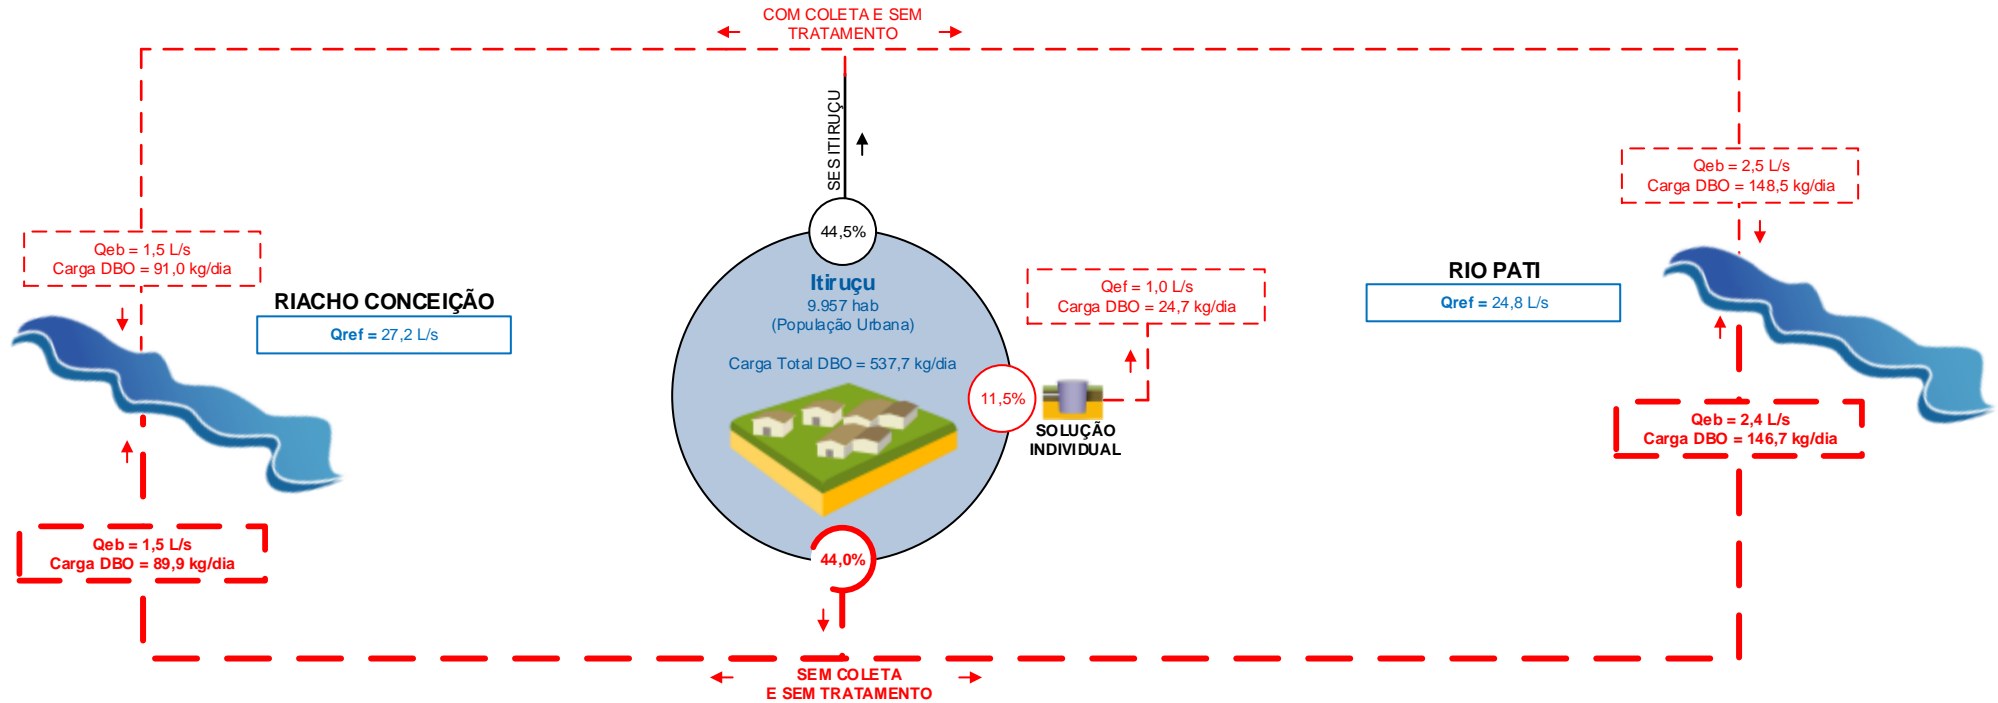 COM COLETA E SEM
TRATAMENTO
SES ITIRUÇU
Qeb = 2,5 L/s
Carga DBO = 148,5 kg/dia
44,5%
Qeb = 1,5 L/s
Carga DBO = 91,0 kg/dia
RIACHO CONCEIÇÃO
Qref = 27,2 L/s
Itiruçu
9.957 hab
(População Urbana)
Carga Total DBO = 537,7 kg/dia
Qef = 1,0 L/s
Carga DBO = 24,7 kg/dia
RIO PATI
Qref = 24,8 L/s
11,5%
SOLUÇÃO
INDIVIDUAL
Qeb = 2,4 L/s
Carga DBO = 146,7 kg/dia
Qeb = 1,5 L/s
Carga DBO = 89,9 kg/dia
44,0%
SEM COLETA
E SEM TRATAMENTO